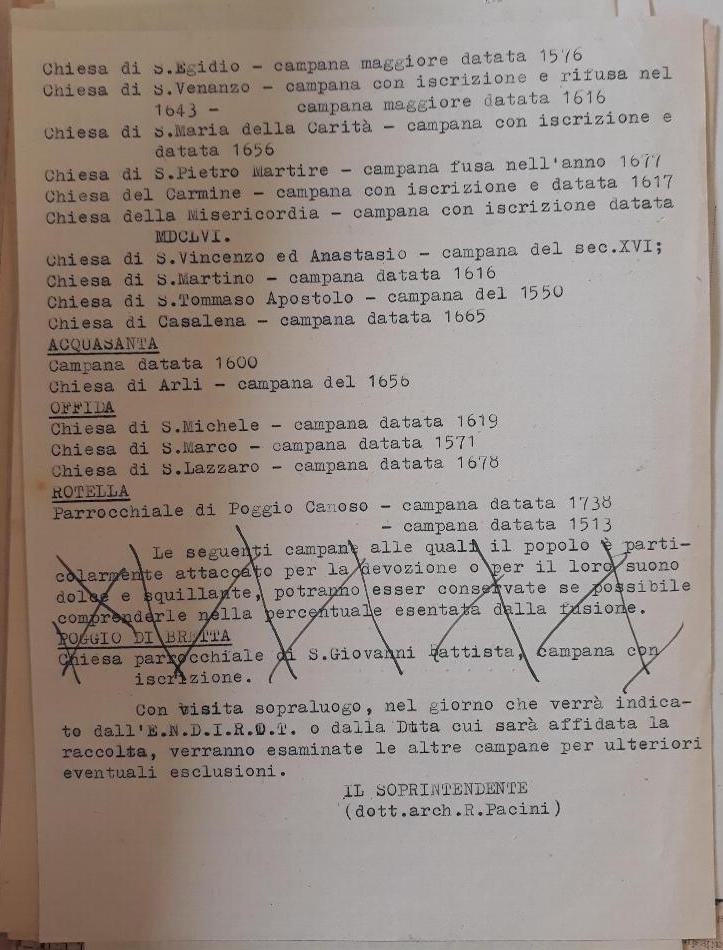 Chiesa di S.Egidio - campana maggiore datata 1576
Chiesa di S.Venanzo - campana con iscrizione e rifusa nel
1643 - campana maggiore datata 1616
Chiesa di S.Maria della Carità - campana con iscrizione e
datata 1656
Chiesa di S.Pietro Martire - campana fusa nell'anno 1677
Chiesa del Carmine - campana con iscrizione e datata 1617
Chiesa della Misericordia - campana con iscrizione datata
MDCLVI.
Chiesa di S.Vincenzo ed Anastasio - campana del sec.XVI;
Chiesa di S.Martino - campana datata 1616
Chiesa di S.Tommaso Apostolo - campana del 1550
Chiesa di Casalena - campana datata 1665
ACQUASANTA
Campana datata 1600
Chiesa di Arli - campana del 1656
OFFIDA
Chiesa di S.Michele - campana datata 1619
Chiesa di S.Marco - campana datata 1571
Chiesa di S.Lazzaro - campana datata 1678
ROTELLA
Parrocchiale di Poggio Canoso - campana datata 1738
- campana datata 1513
Le seguenti campane alle quali il popolo è parti-
colarmente attaccato per la devozione o per il loro suono
dolce e squillante, potranno esser conservate se possibile
comprenderle nella percentuale esentata dalla fusione.
POGGIO DI BRETTA
Chiesa parrocchiale di S.Giovanni Battista, campana con
iscrizione.
Con visita sopraluogo, nel giorno che verrà indica-
to dall'E.N.D.I.R.O.T. o dalla Ditta cui sarà affidata la
raccolta, verranno esaminate le altre campane per ulteriori
eventuali esclusioni.
IL SOPRINTENDENTE
(dott.arch.R.Pacini)